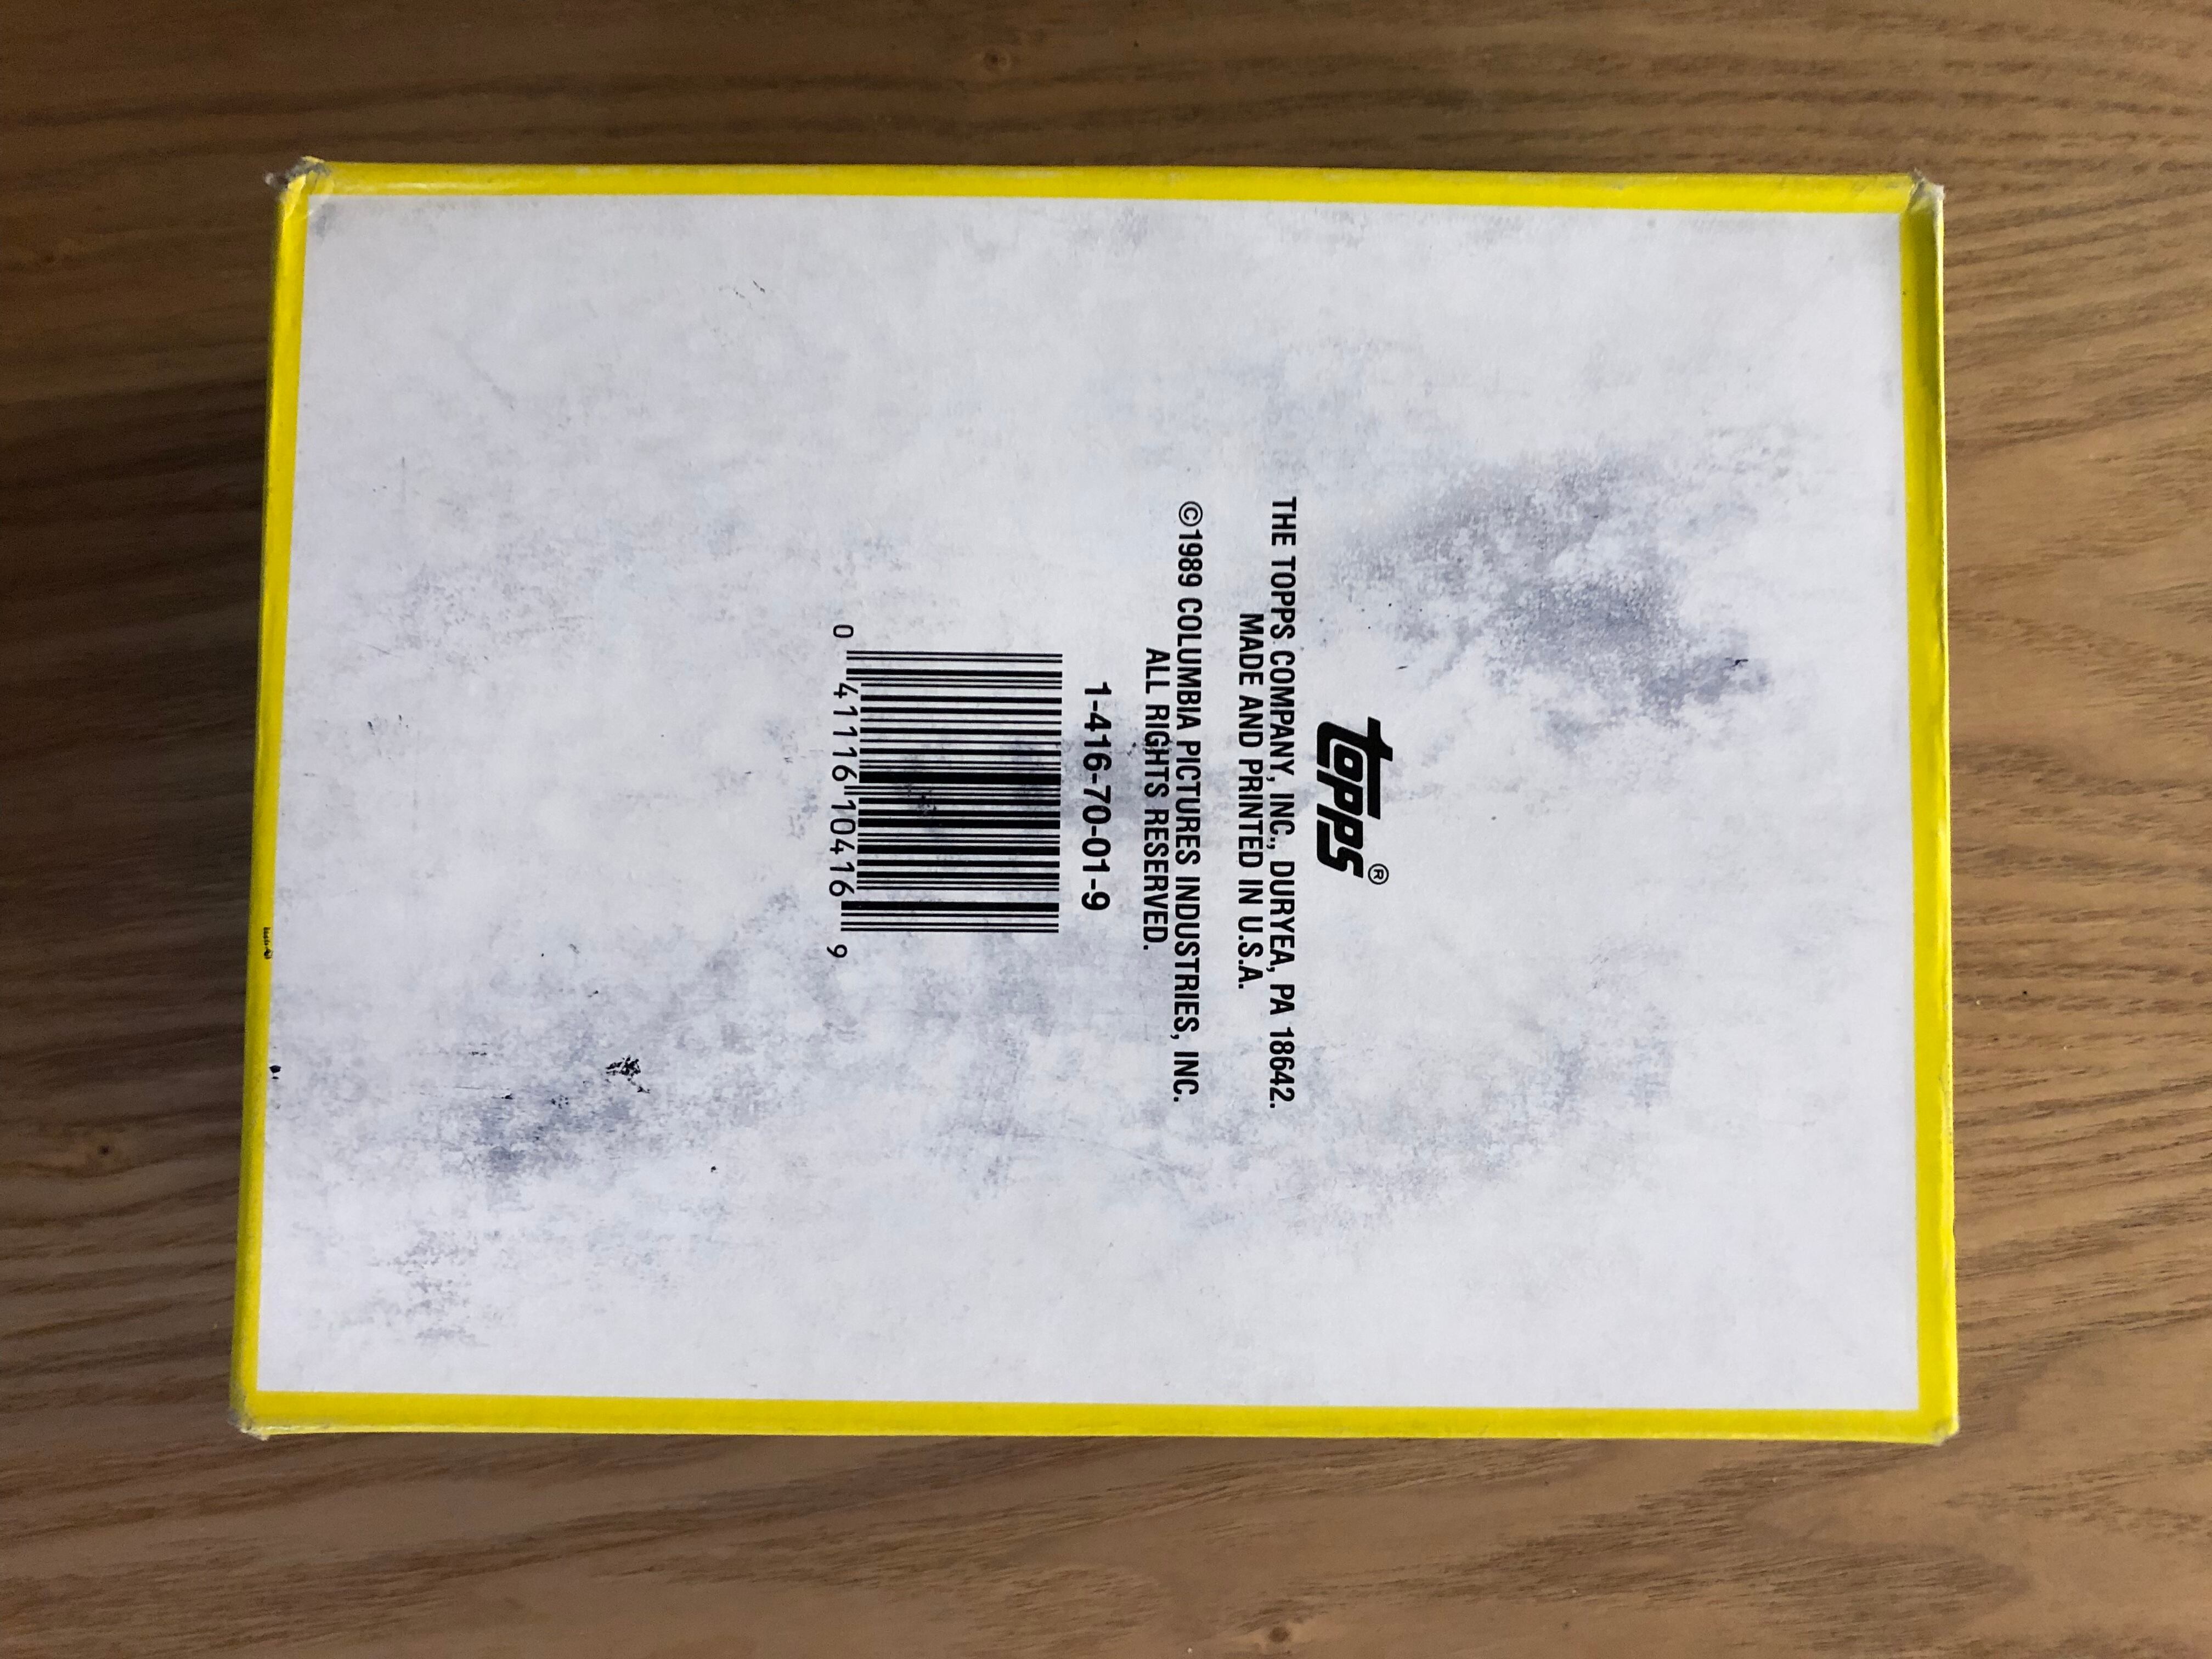 topps®
THE TOPPS COMPANY, INC., DURYEA, PA 18642.
MADE AND PRINTED IN U.S.A.
©1989 COLUMBIA PICTURES INDUSTRIES, INC.
ALL RIGHTS RESERVED.
1-416-70-01-9
0 41116 10416 9